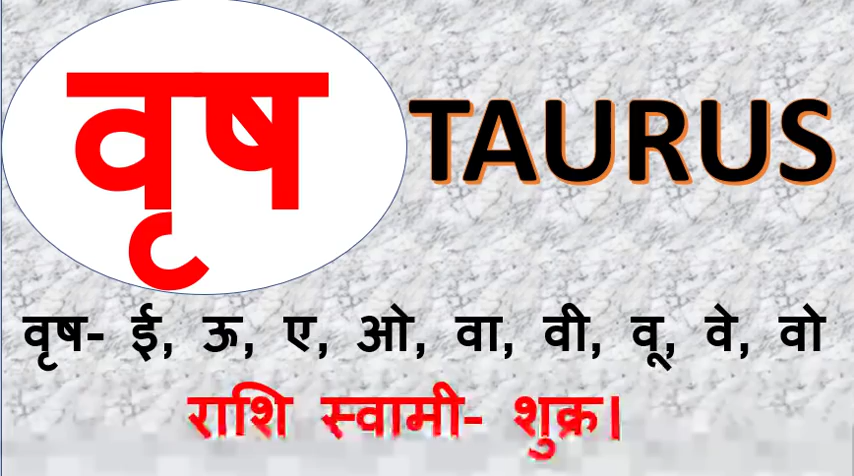 वृष TAURUS
वृष- ई, ऊ, ए, ओ, वा, वी, वू, वे, वो
राशि स्वामी- शुक्र।